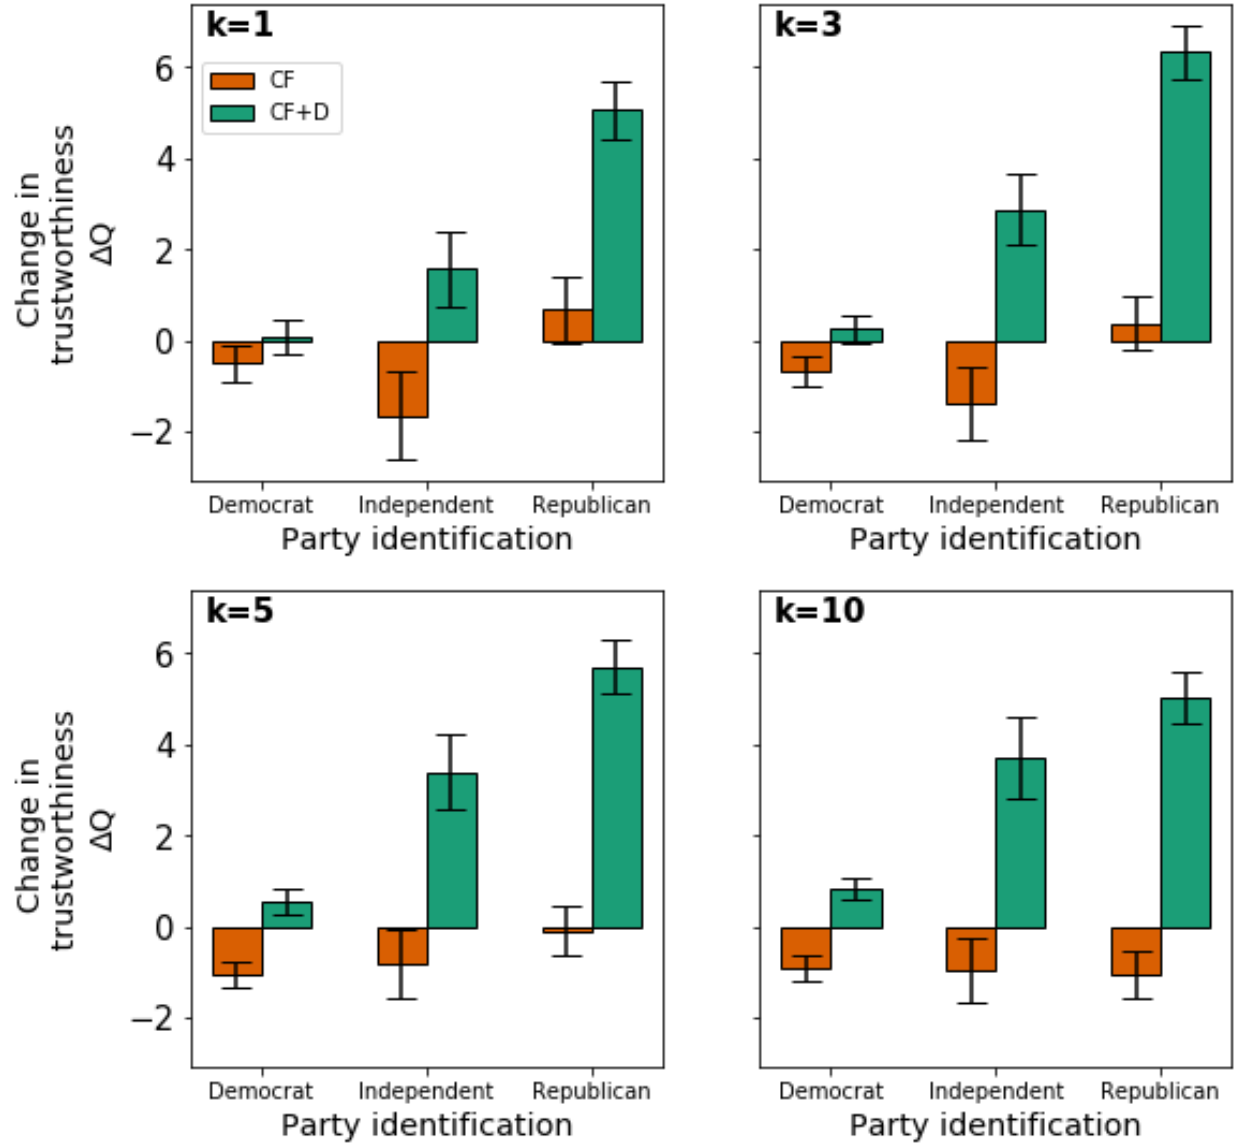 k=1
CF
CF+D
6
4
2
0
−2
Change in
trustworthiness
ΔQ
Democrat Independent Republican
Party identification
k=3
Democrat Independent Republican
Party identification
k=5
6
4
2
0
−2
Change in
trustworthiness
ΔQ
Democrat Independent Republican
Party identification
k=10
Democrat Independent Republican
Party identification